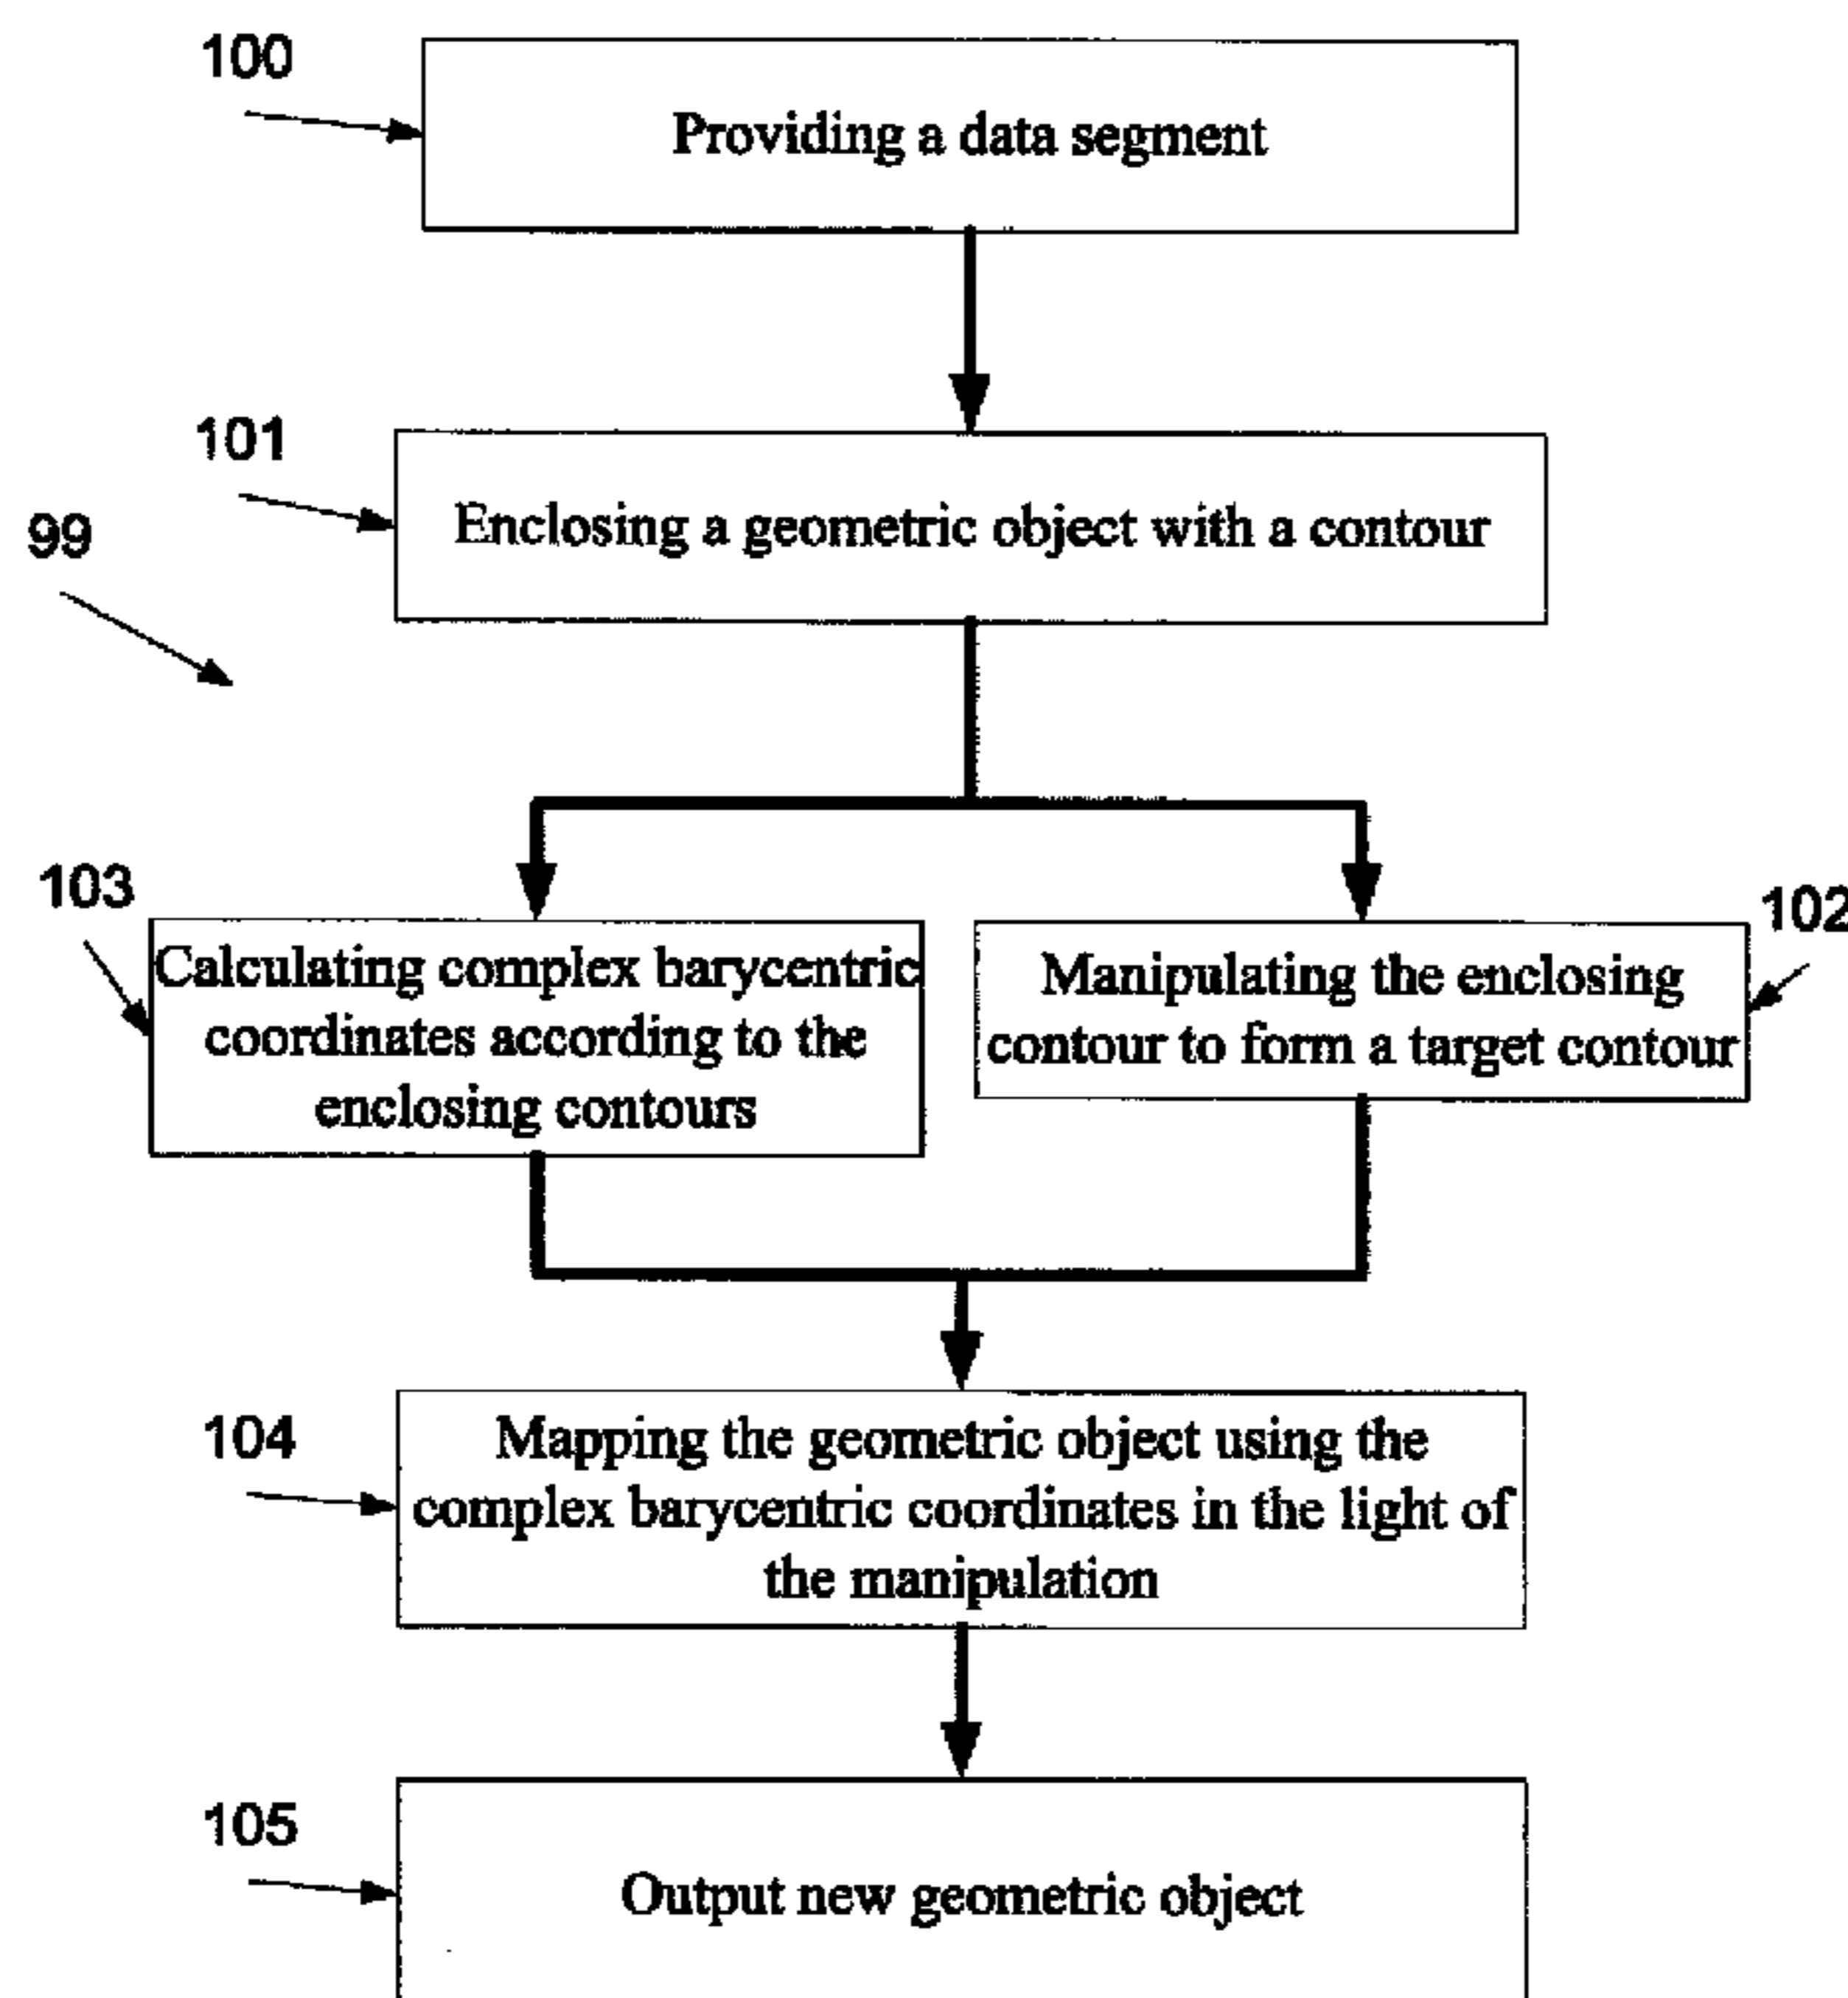 100
Providing a data segment
101
Enclosing a geometric object with a contour
99
103
Calculating complex barycentric
coordinates according to the
enclosing contours
102
Manipulating the enclosing
contour to form a target contour
104
Mapping the geometric object using the
complex barycentric coordinates in the light of
the manipulation
105
Output new geometric object